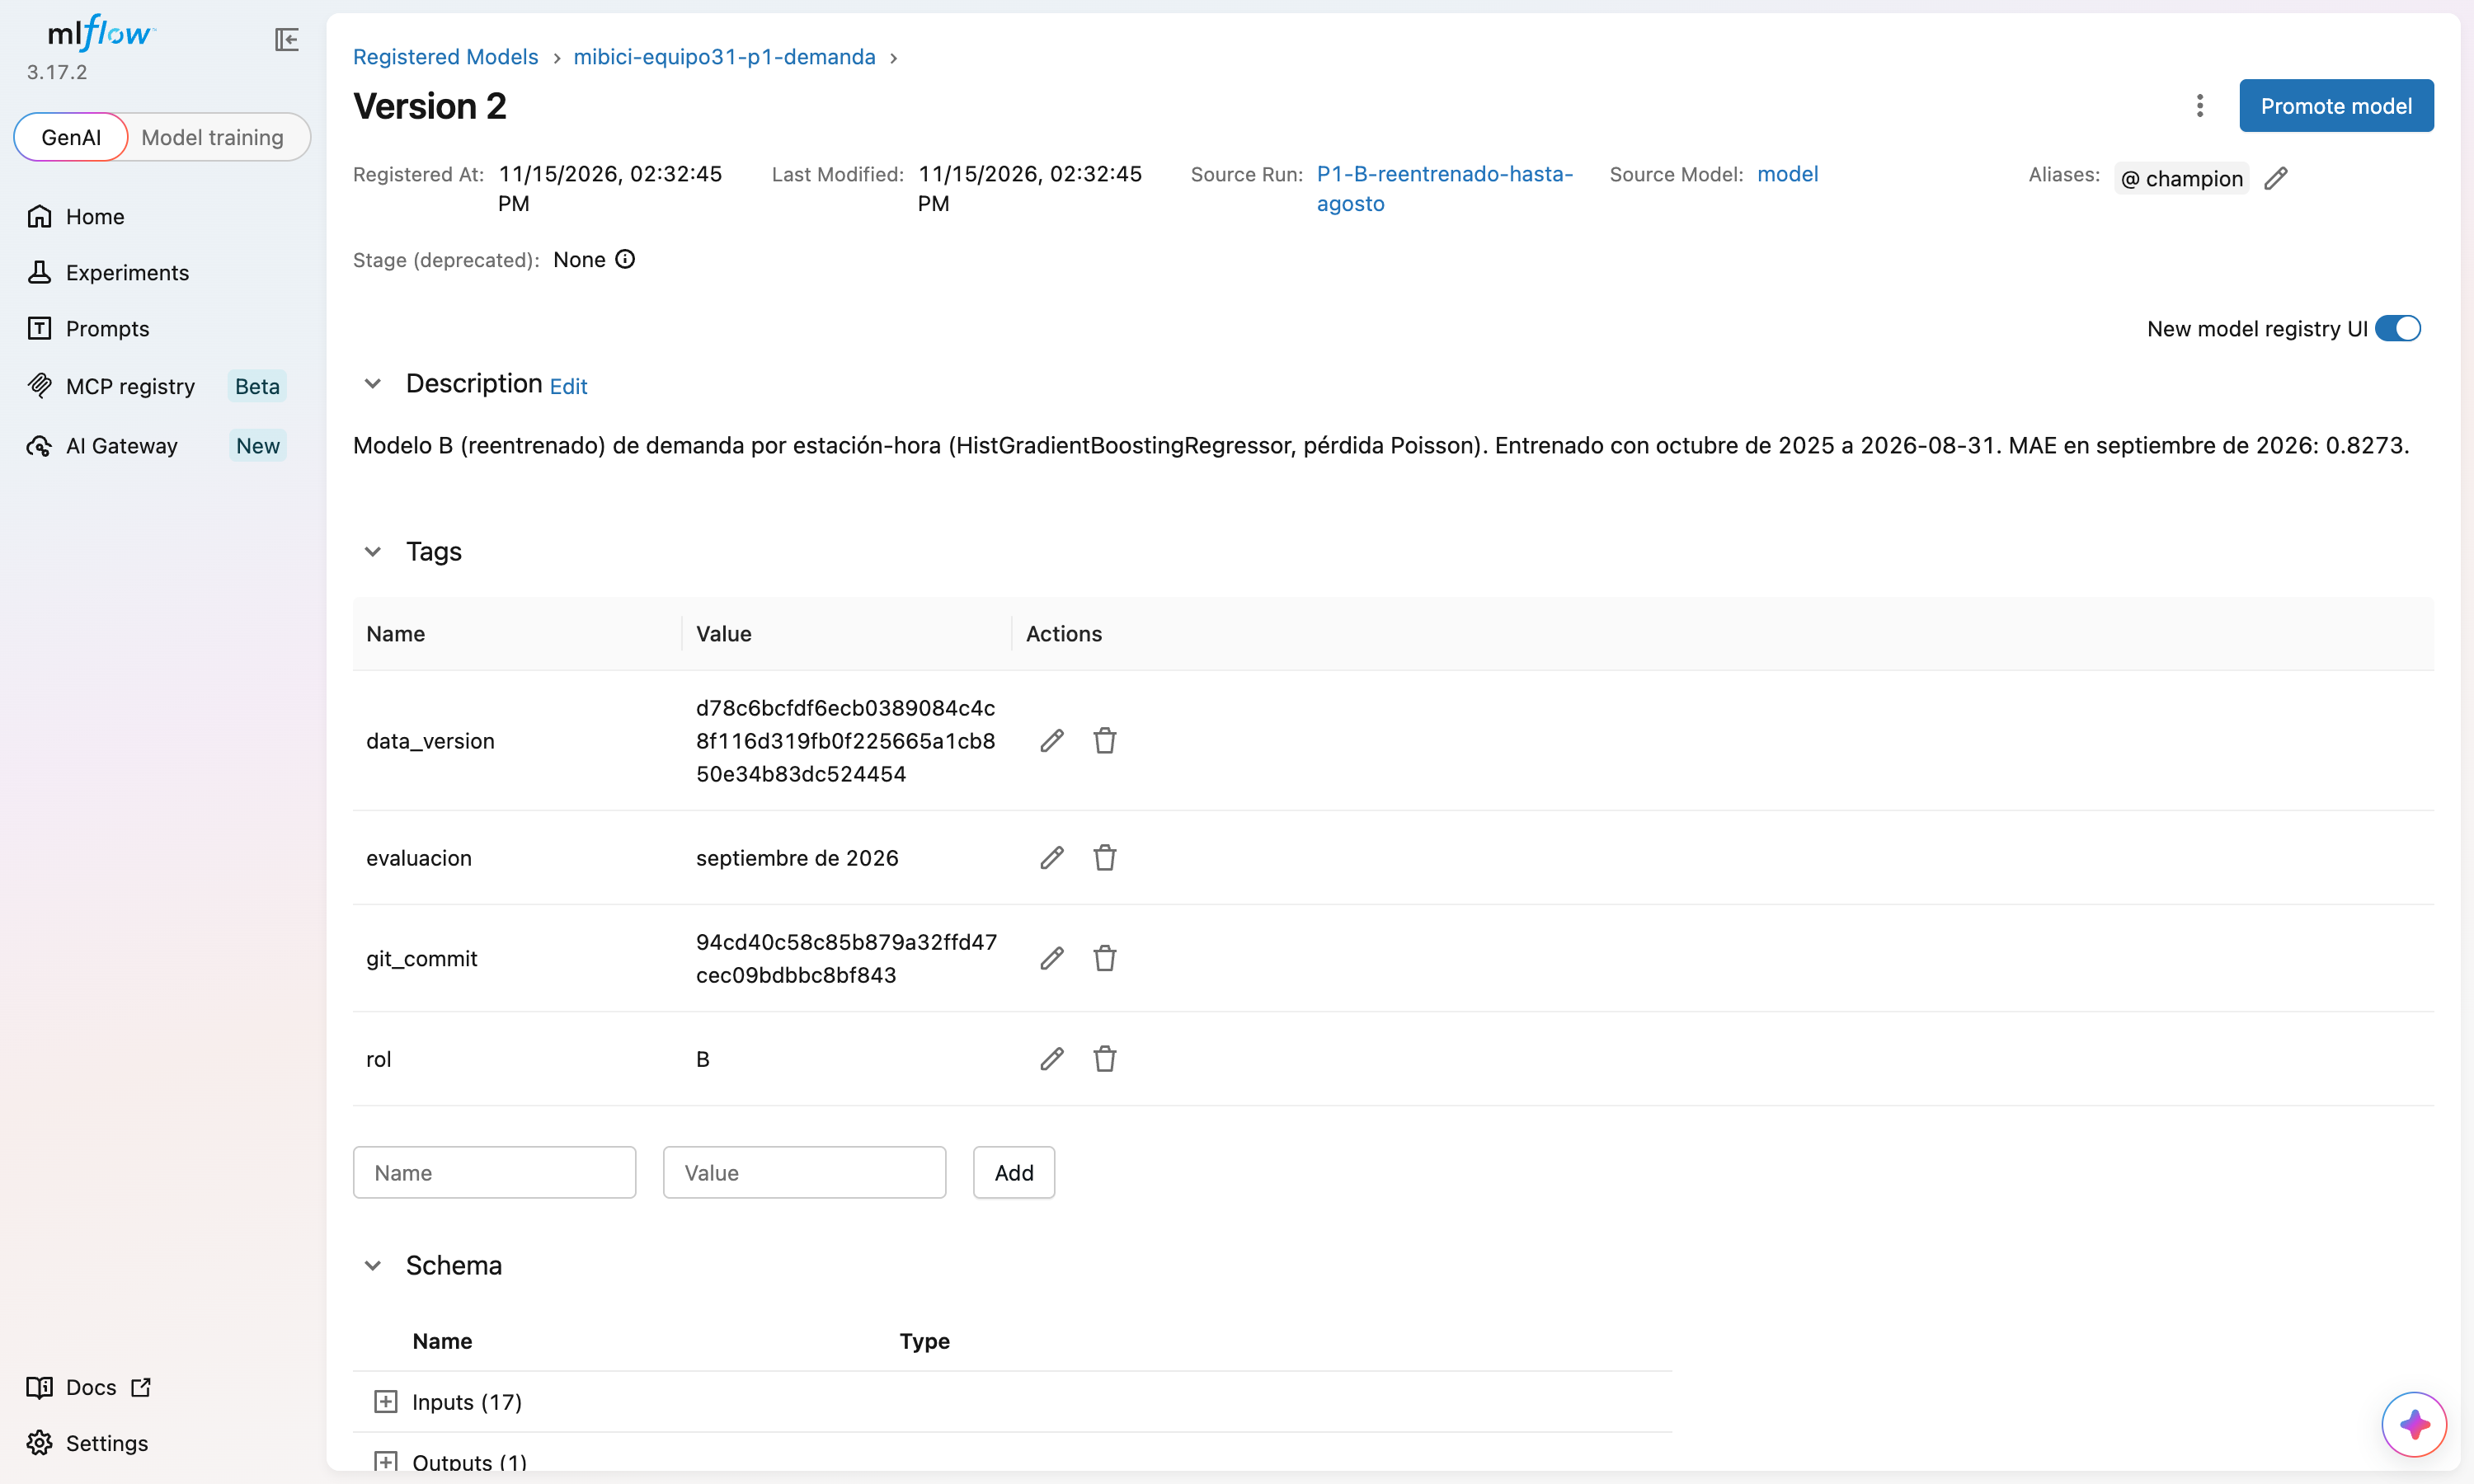 mlflow
3.17.2
GenAI
Model training
Home
Experiments
Prompts
MCP registry Beta
AI Gateway New
Docs
Settings
Registered Models > mibici-equipo31-p1-demanda >
Version 2
Promote model
Registered At: 11/15/2026, 02:32:45 PM
Last Modified: 11/15/2026, 02:32:45 PM
Source Run: P1-B-reentrenado-hasta-agosto
Source Model: model
Aliases: @ champion
Stage (deprecated): None
New model registry UI
Description Edit
Modelo B (reentrenado) de demanda por estación-hora (HistGradientBoostingRegressor, pérdida Poisson). Entrenado con octubre de 2025 a 2026-08-31. MAE en septiembre de 2026: 0.8273.
Tags
Name Value Actions
data_version d78c6bcfdf6ecb0389084c4c
8f116d319fb0f225665a1cb8
50e34b83dc524454
evaluacion septiembre de 2026
git_commit 94cd40c58c85b879a32ffd47
cec09bdbbc8bf843
rol B
Name Value Add
Schema
Name Type
Inputs (17)
Outputs (1)